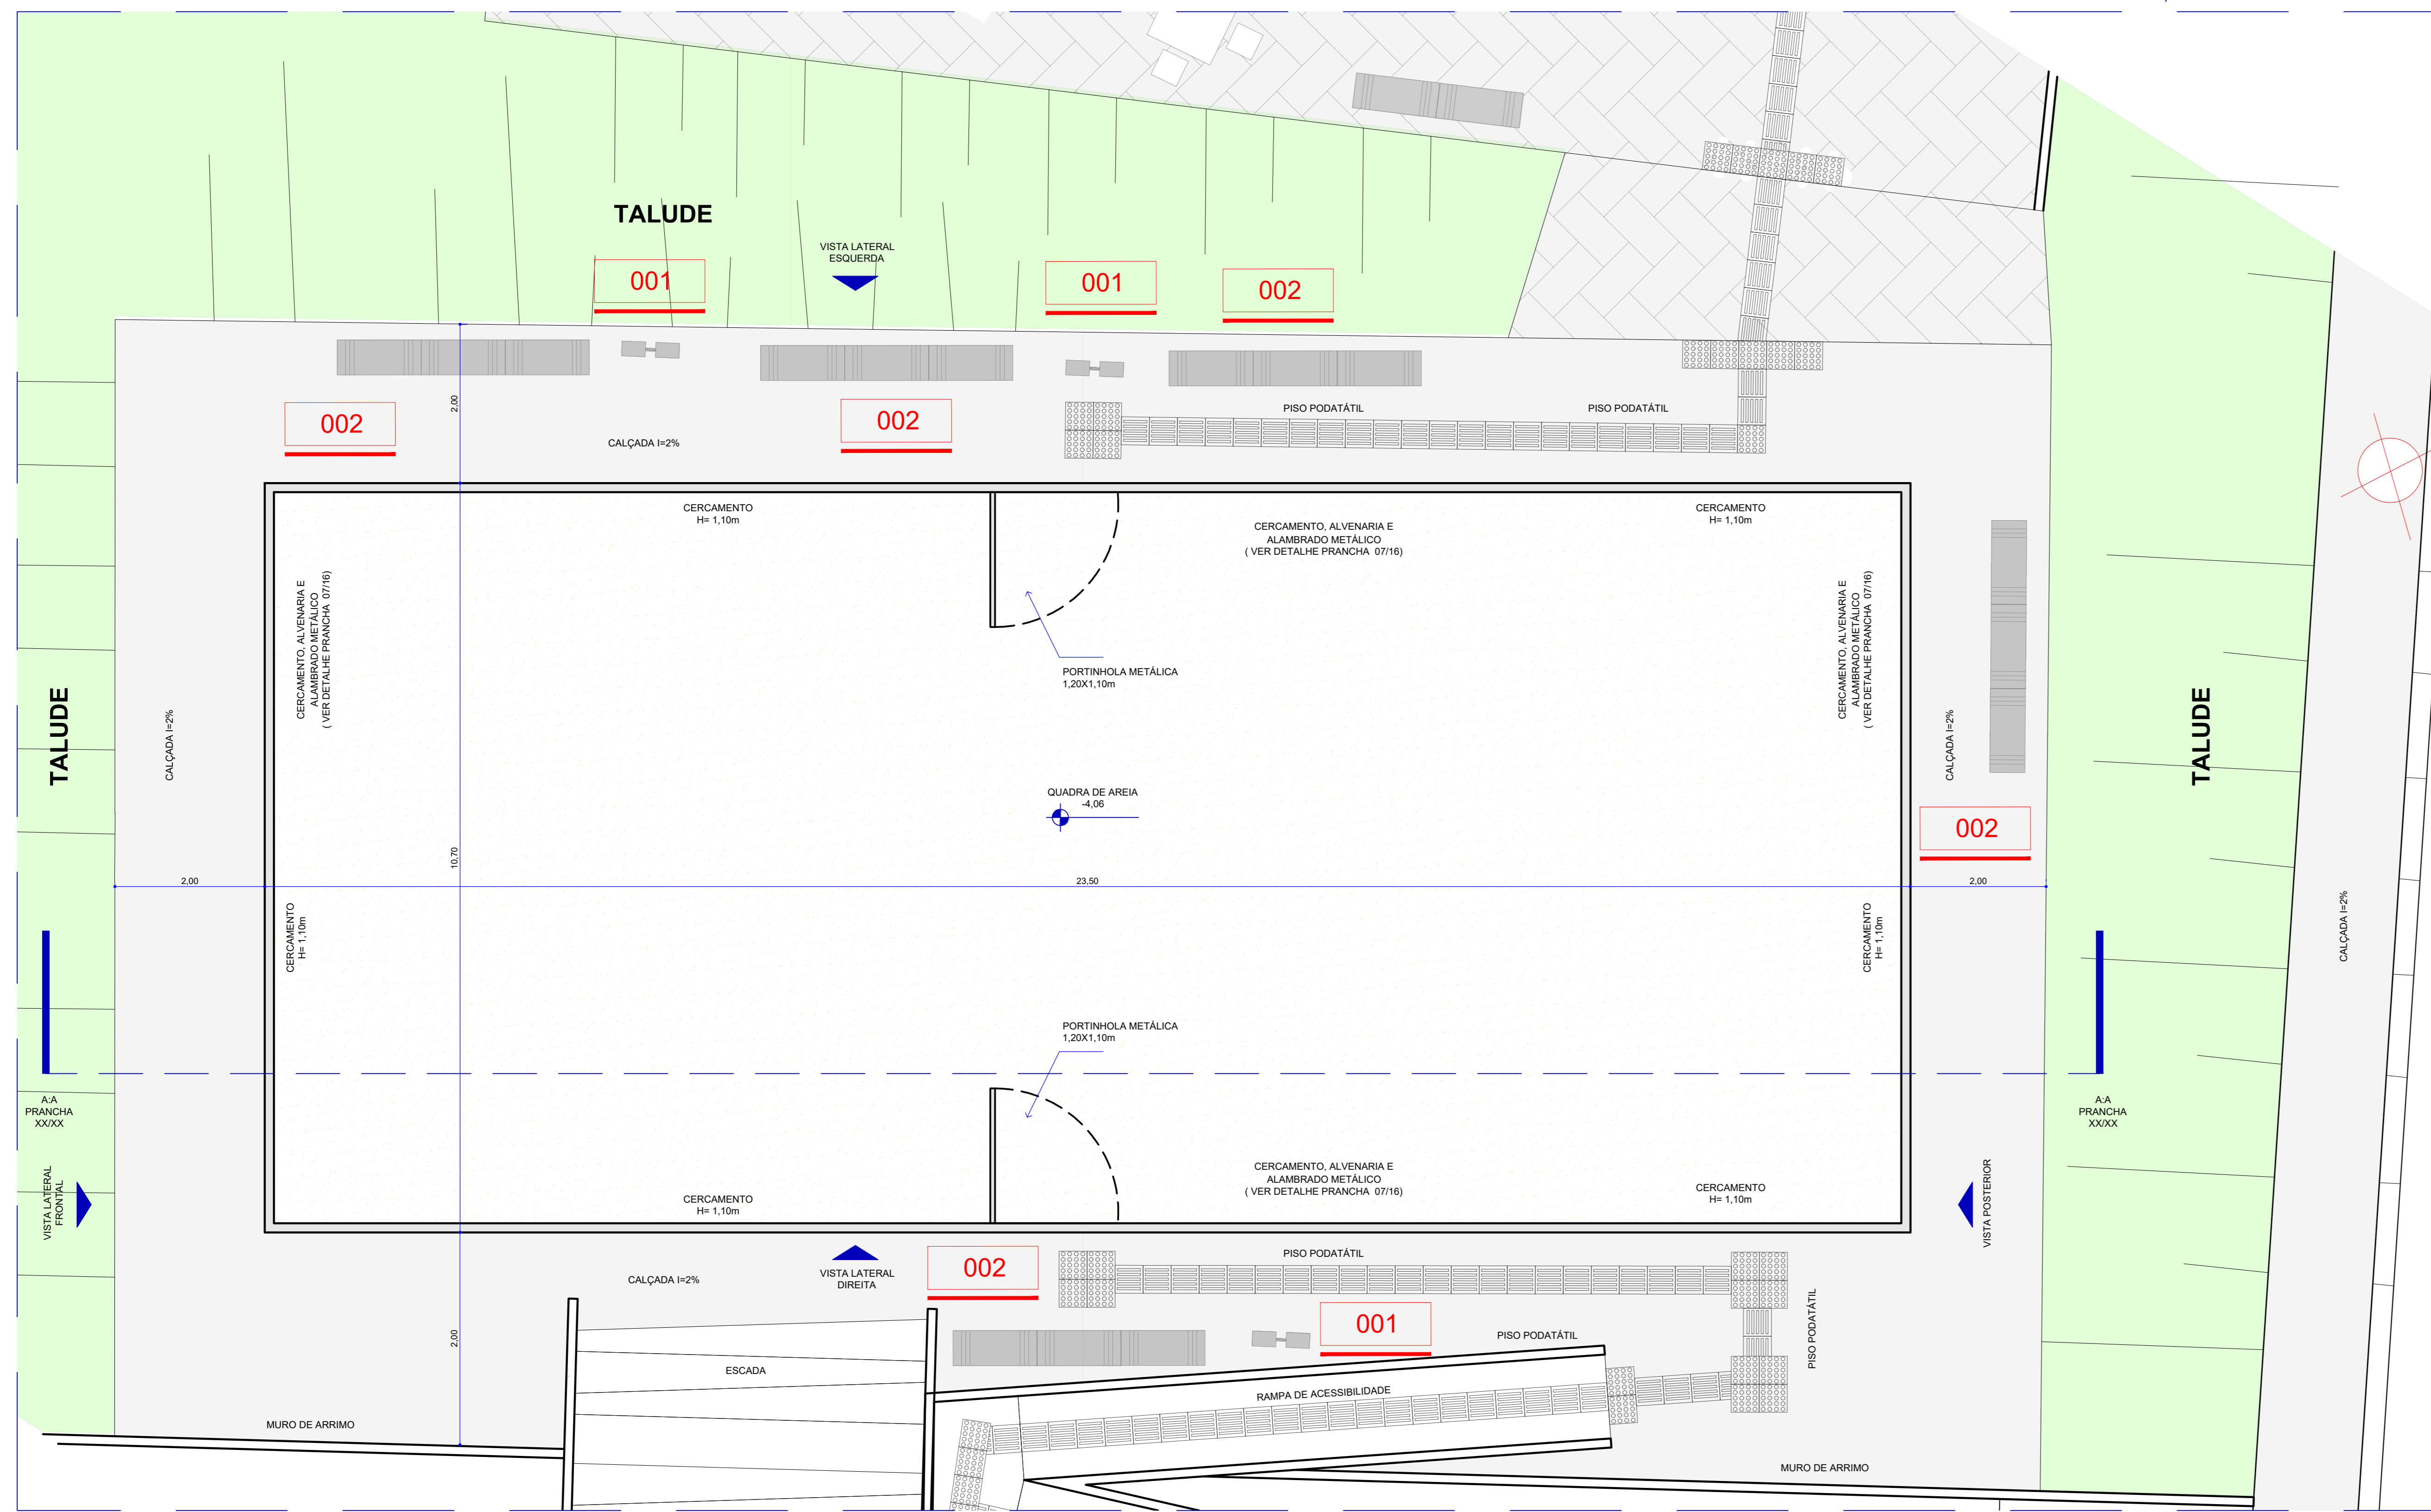 TALUDE
VISTA LATERAL
ESQUERDA
001
001
002
002
2,00
CALÇADA I=2%
002
PISO PODATÁTIL
PISO PODATÁTIL
CERCAMENTO
H= 1,10m
CERCAMENTO, ALVENARIA E
ALAMBRADO METÁLICO
( VER DETALHE PRANCHA 07/16)
CERCAMENTO
H= 1,10m
CERCAMENTO, ALVENARIA E
ALAMBRADO METÁLICO
( VER DETALHE PRANCHA 07/16)
CERCAMENTO, ALVENARIA E
ALAMBRADO METÁLICO
( VER DETALHE PRANCHA 07/16)
PORTINHOLA METÁLICA
1,20X1,10m
TALUDE
CALÇADA I=2%
CALÇADA I=2%
TALUDE
QUADRA DE AREIA
-4,06
002
10,70
2,00
23,50
2,00
CERCAMENTO
H= 1,10m
CERCAMENTO
H= 1,10m
CALÇADA I=2%
PORTINHOLA METÁLICA
1,20X1,10m
A:A
PRANCHA
XX/XX
A:A
PRANCHA
XX/XX
VISTA LATERAL
FRONTAL
CERCAMENTO
H= 1,10m
CERCAMENTO, ALVENARIA E
ALAMBRADO METÁLICO
( VER DETALHE PRANCHA 07/16)
CERCAMENTO
H= 1,10m
VISTA POSTERIOR
CALÇADA I=2%
VISTA LATERAL
DIREITA
002
PISO PODATÁTIL
2,00
001
PISO PODATÁTIL
PISO PODATÁTIL
ESCADA
RAMPA DE ACESSIBILIDADE
MURO DE ARRIMO
MURO DE ARRIMO